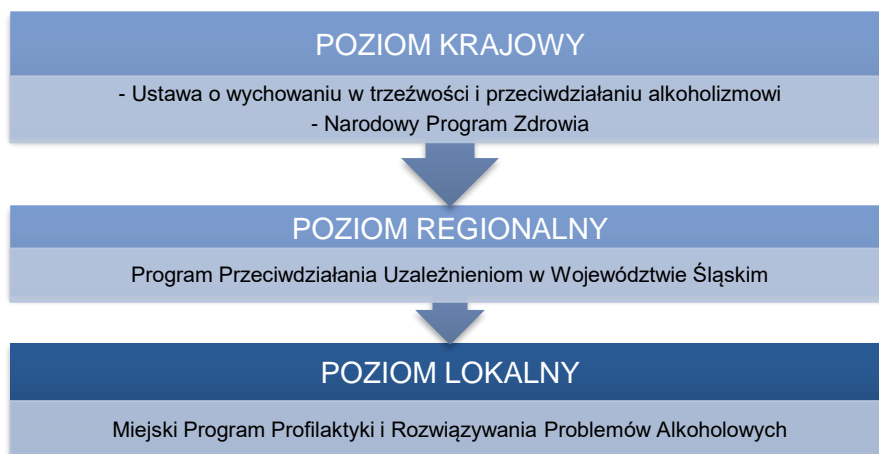 POZIOM KRAJOWY
- Ustawa o wychowaniu w trzeźwości i przeciwdziałaniu alkoholizmowi
- Narodowy Program Zdrowia
POZIOM REGIONALNY
Program Przeciwdziałania Uzależnieniom w Województwie Śląskim
POZIOM LOKALNY
Miejski Program Profilaktyki i Rozwiązywania Problemów Alkoholowych